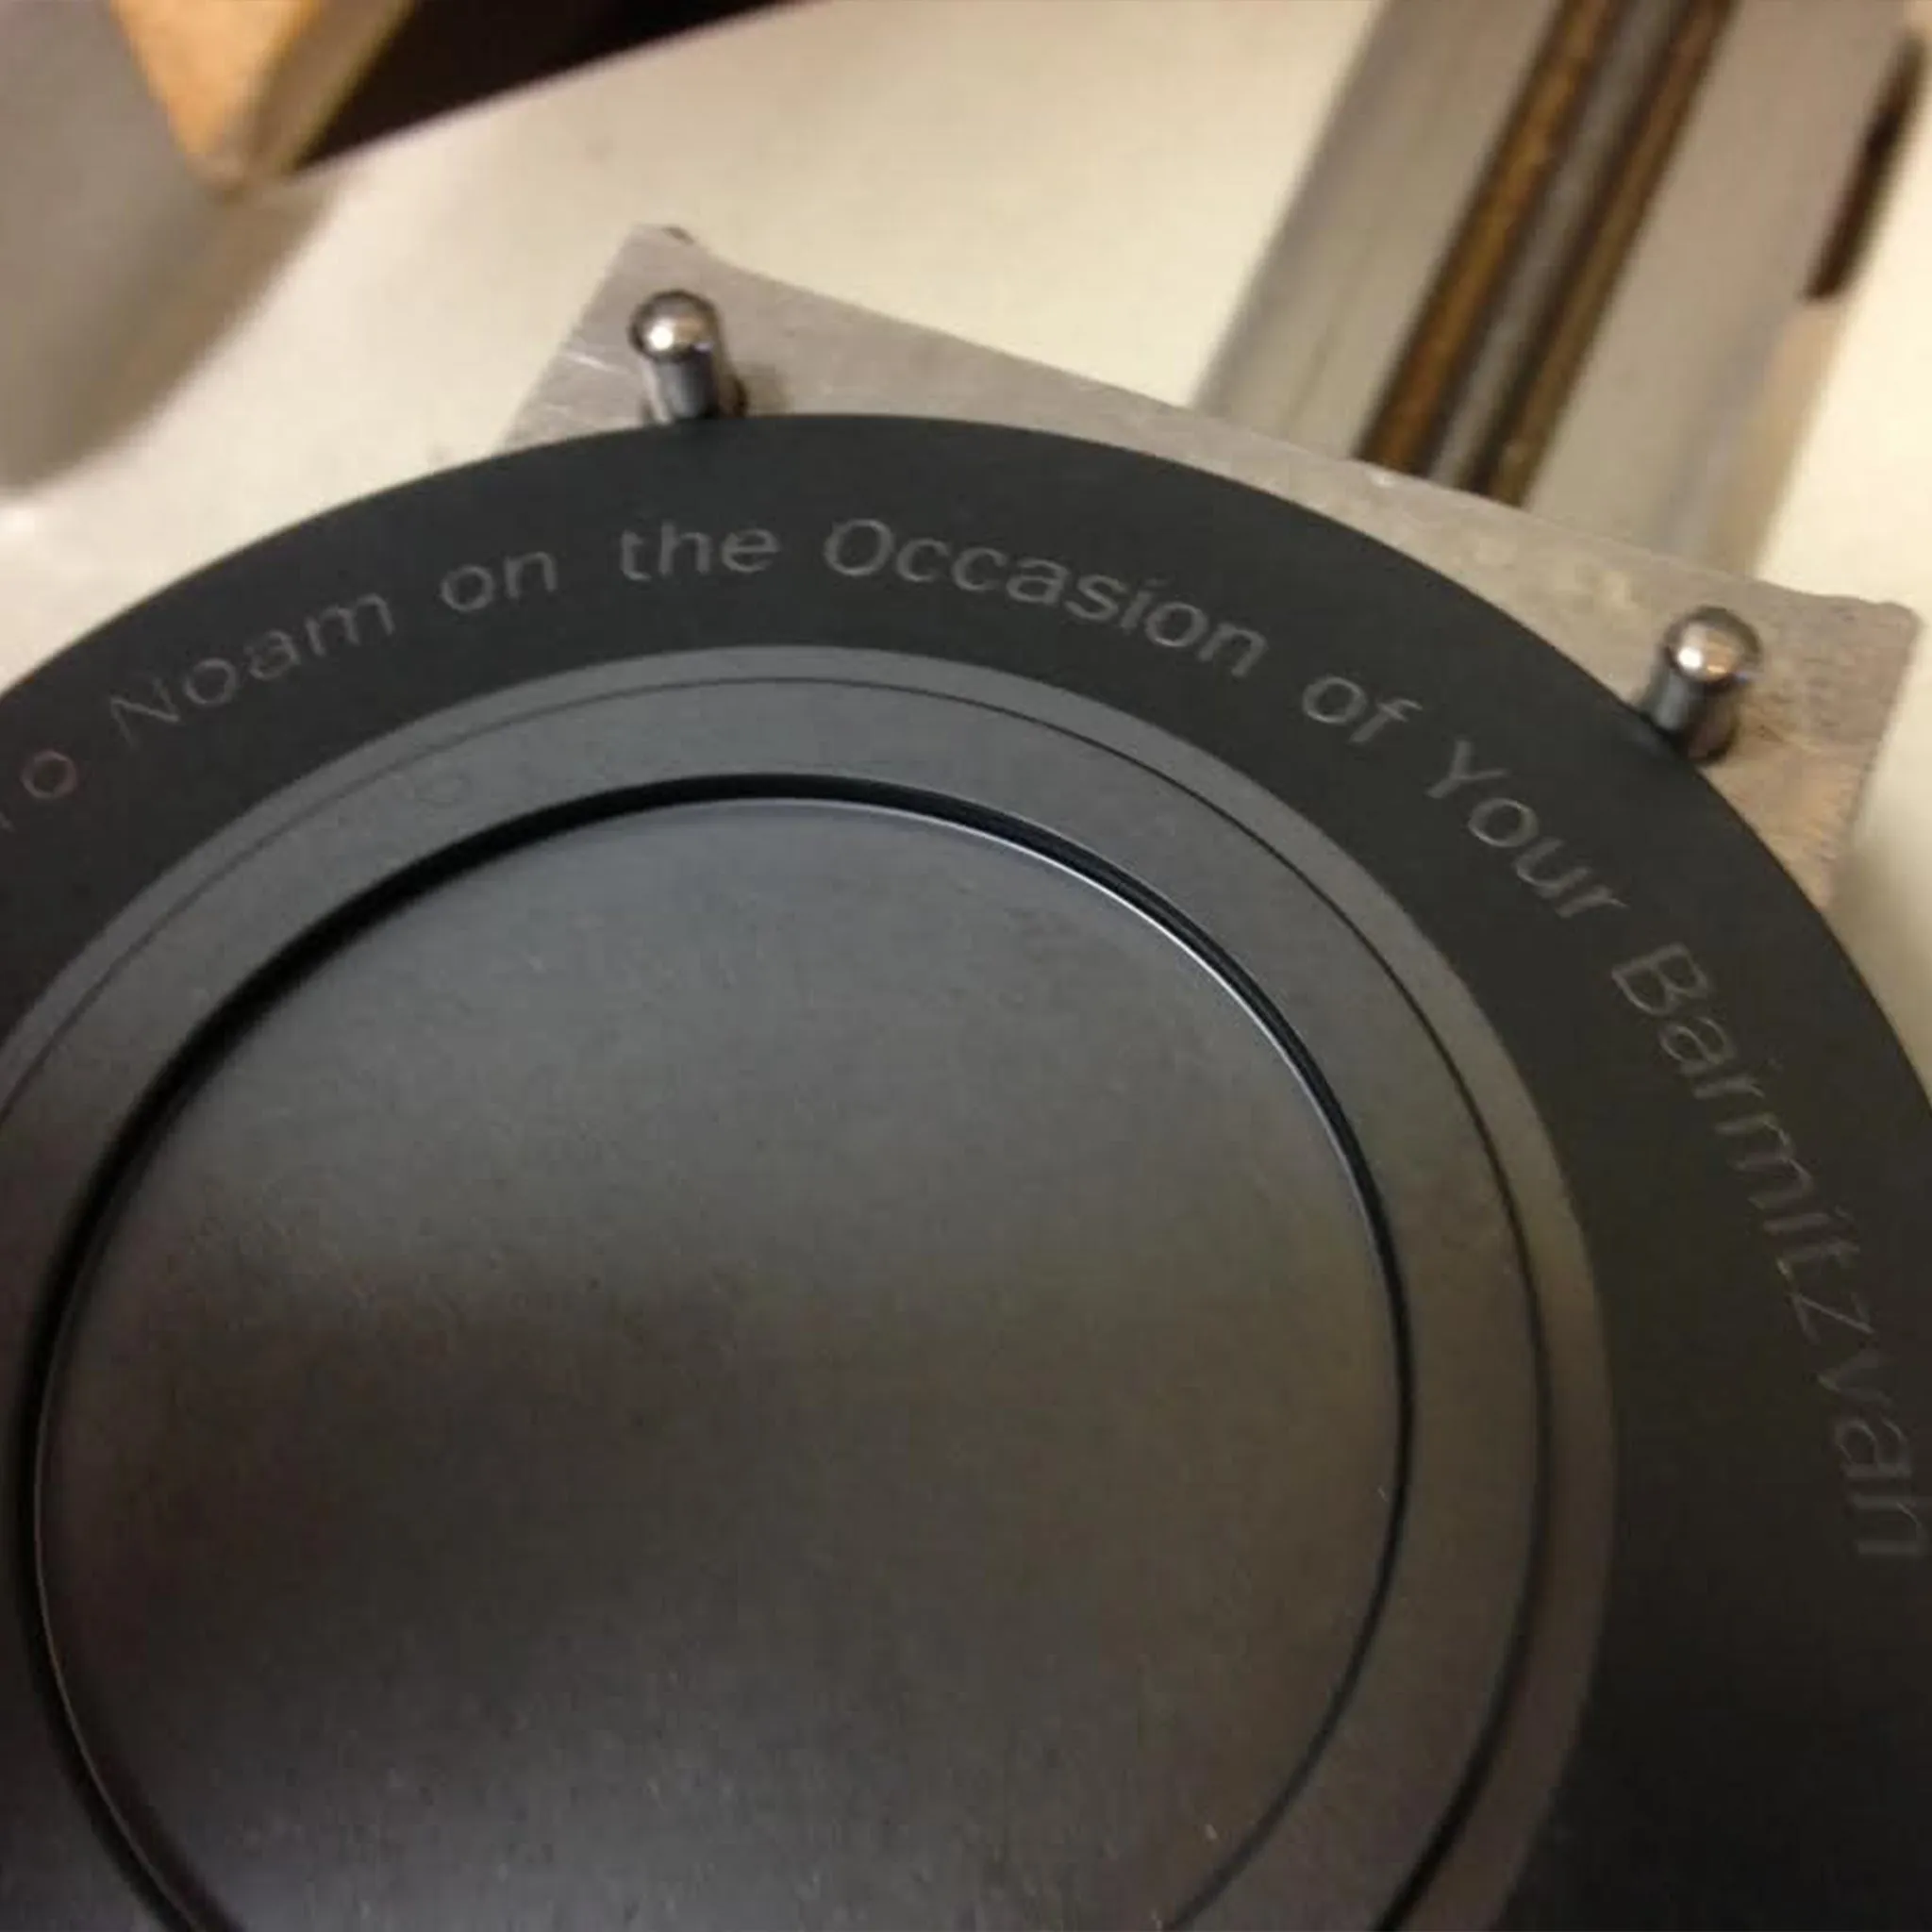 To Noam on the Occasion of Your Barmitzvah